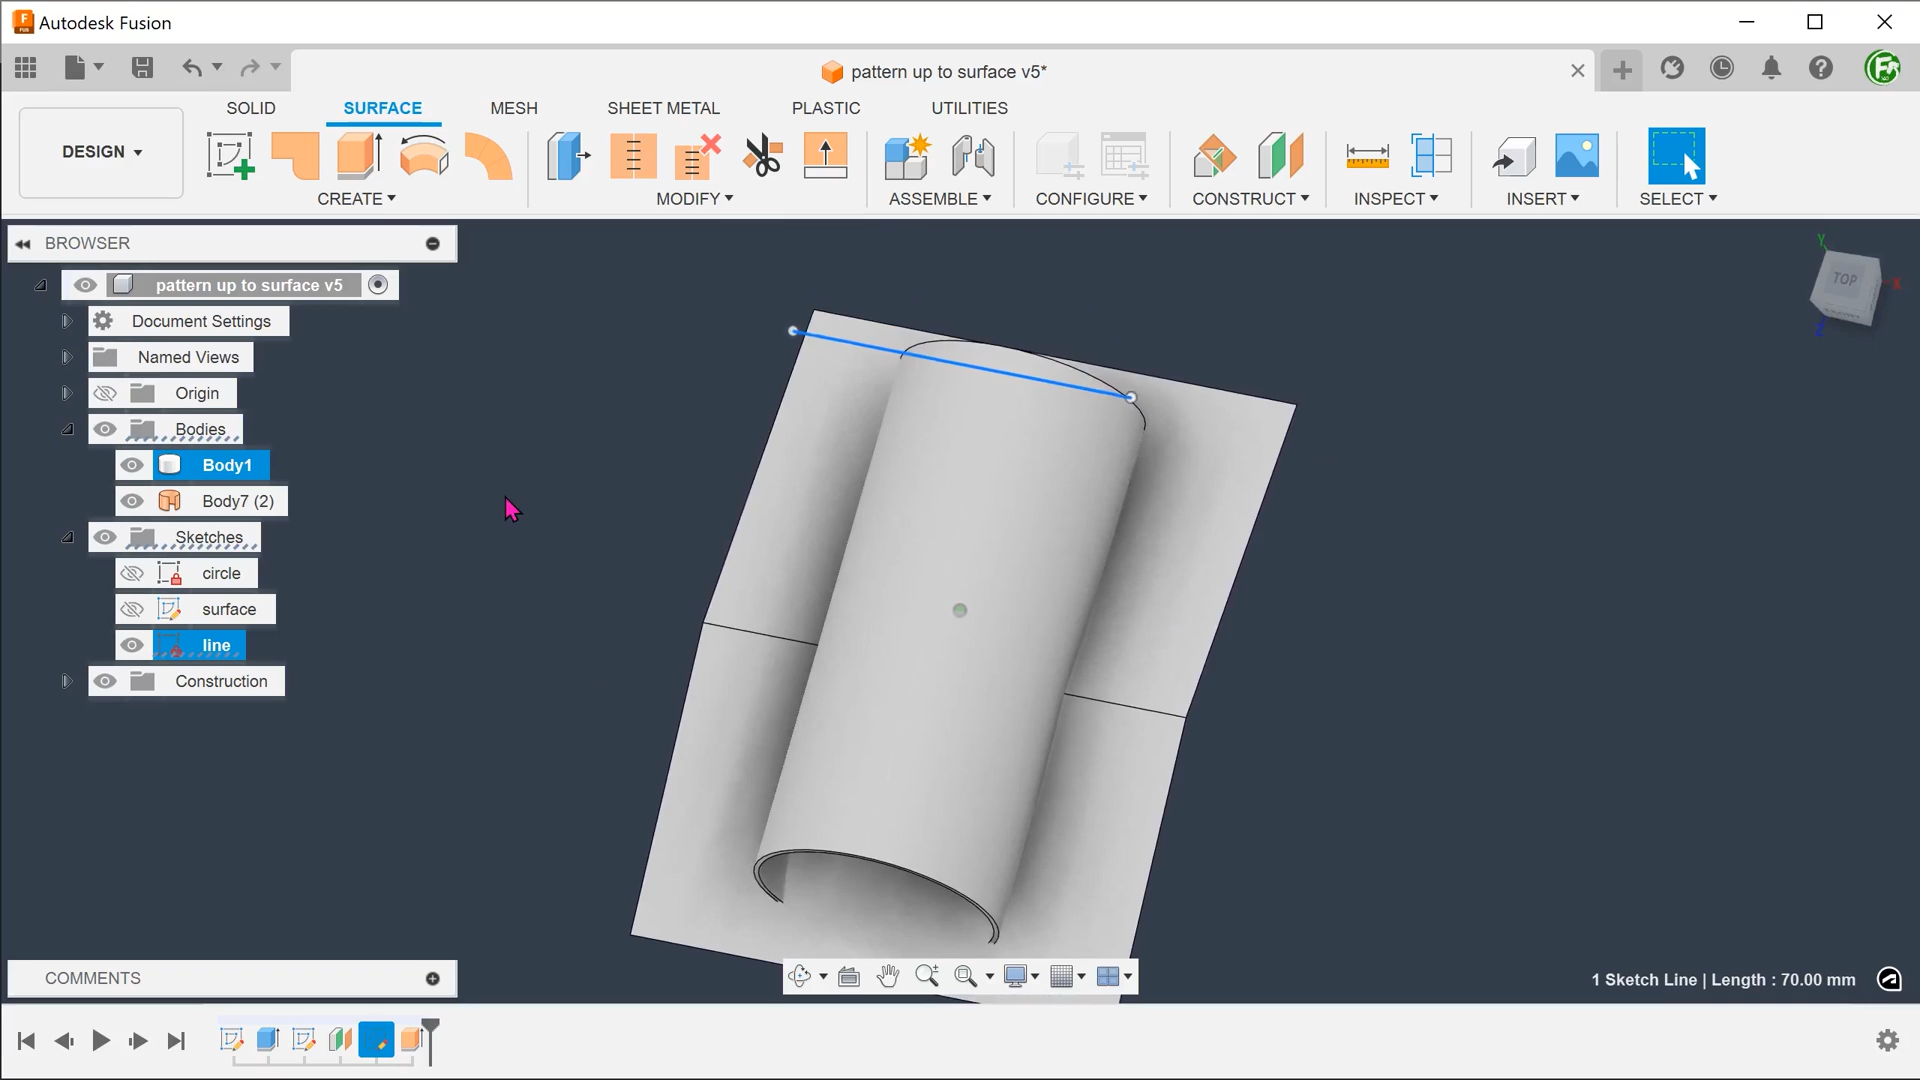 Autodesk Fusion
pattern up to surface v5*
SOLID SURFACE MESH SHEET METAL PLASTIC UTILITIES
DESIGN
CREATE MODIFY ASSEMBLE CONFIGURE CONSTRUCT INSPECT INSERT SELECT
BROWSER
pattern up to surface v5
Document Settings
Named Views
Origin
Bodies
Body1
Body7 (2)
Sketches
circle
surface
line
Construction
Y
TOP
X
Z
COMMENTS
1 Sketch Line | Length : 70.00 mm